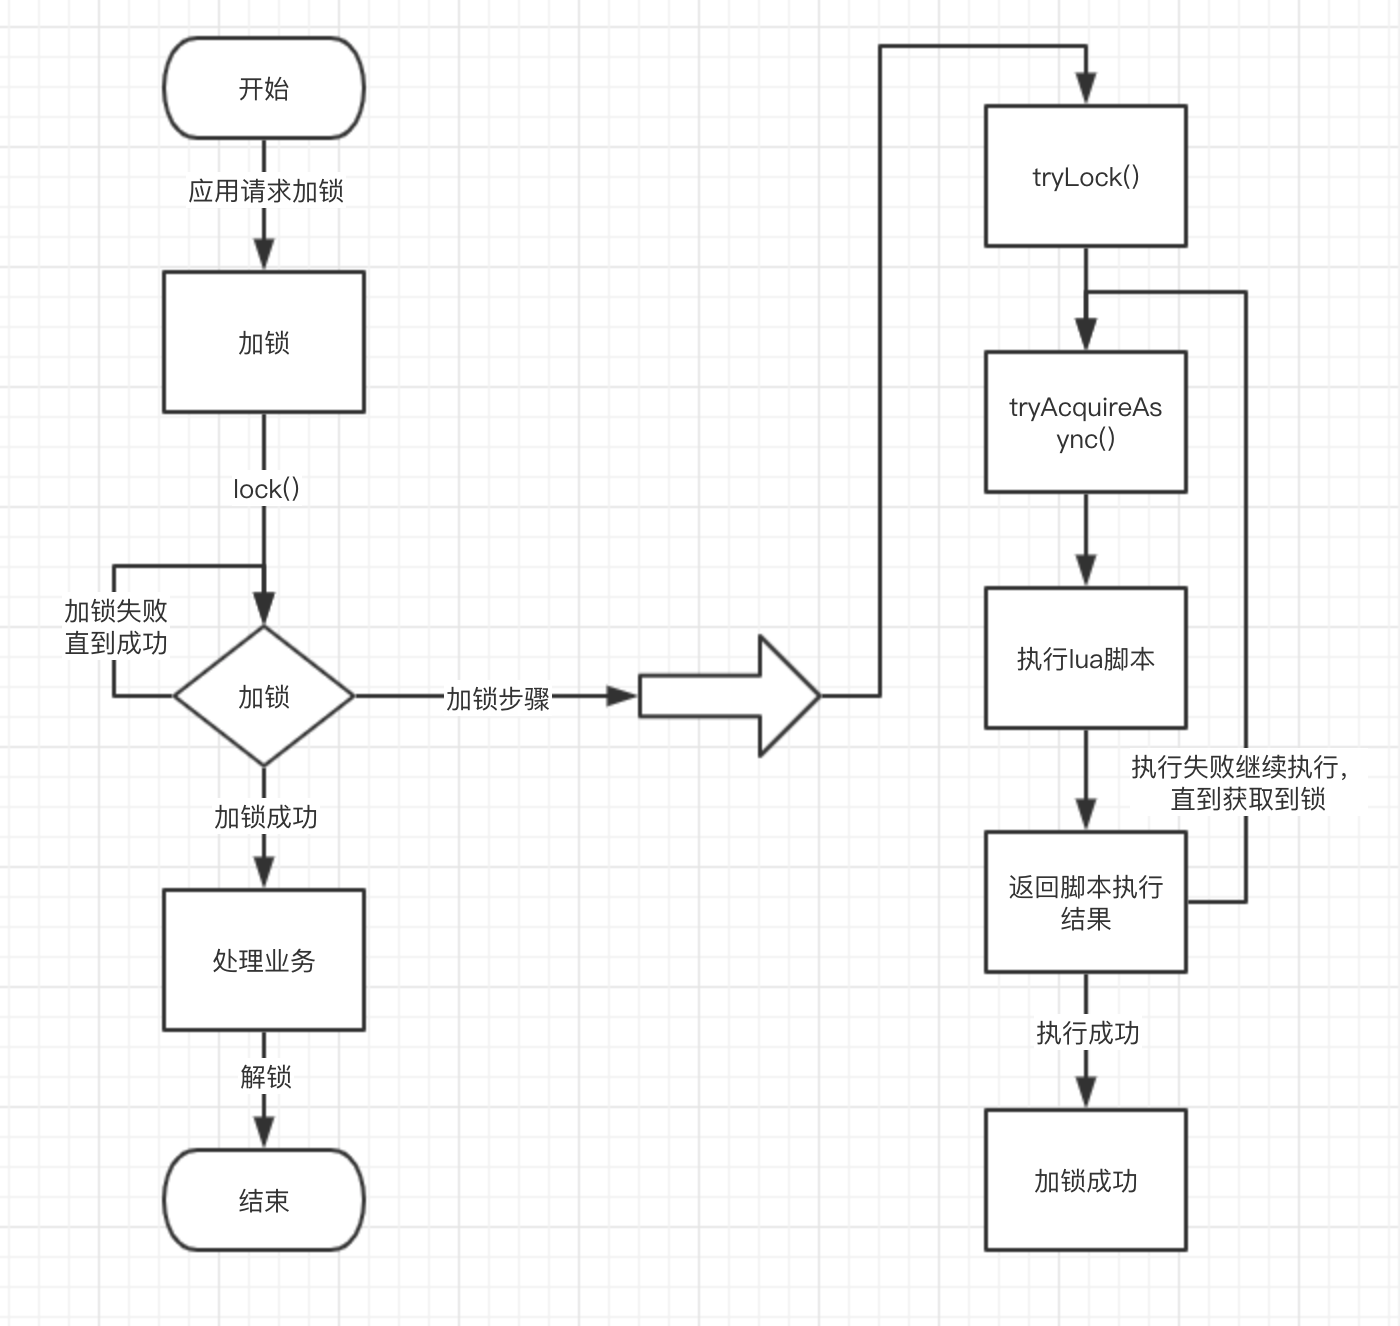 开始
应用请求加锁
加锁
lock()
加锁失败
直到成功
加锁
加锁步骤
加锁成功
处理业务
解锁
结束
tryLock()
tryAcquireAs
ync()
执行lua脚本
执行失败继续执行，
直到获取到锁
返回脚本执行
结果
执行成功
加锁成功